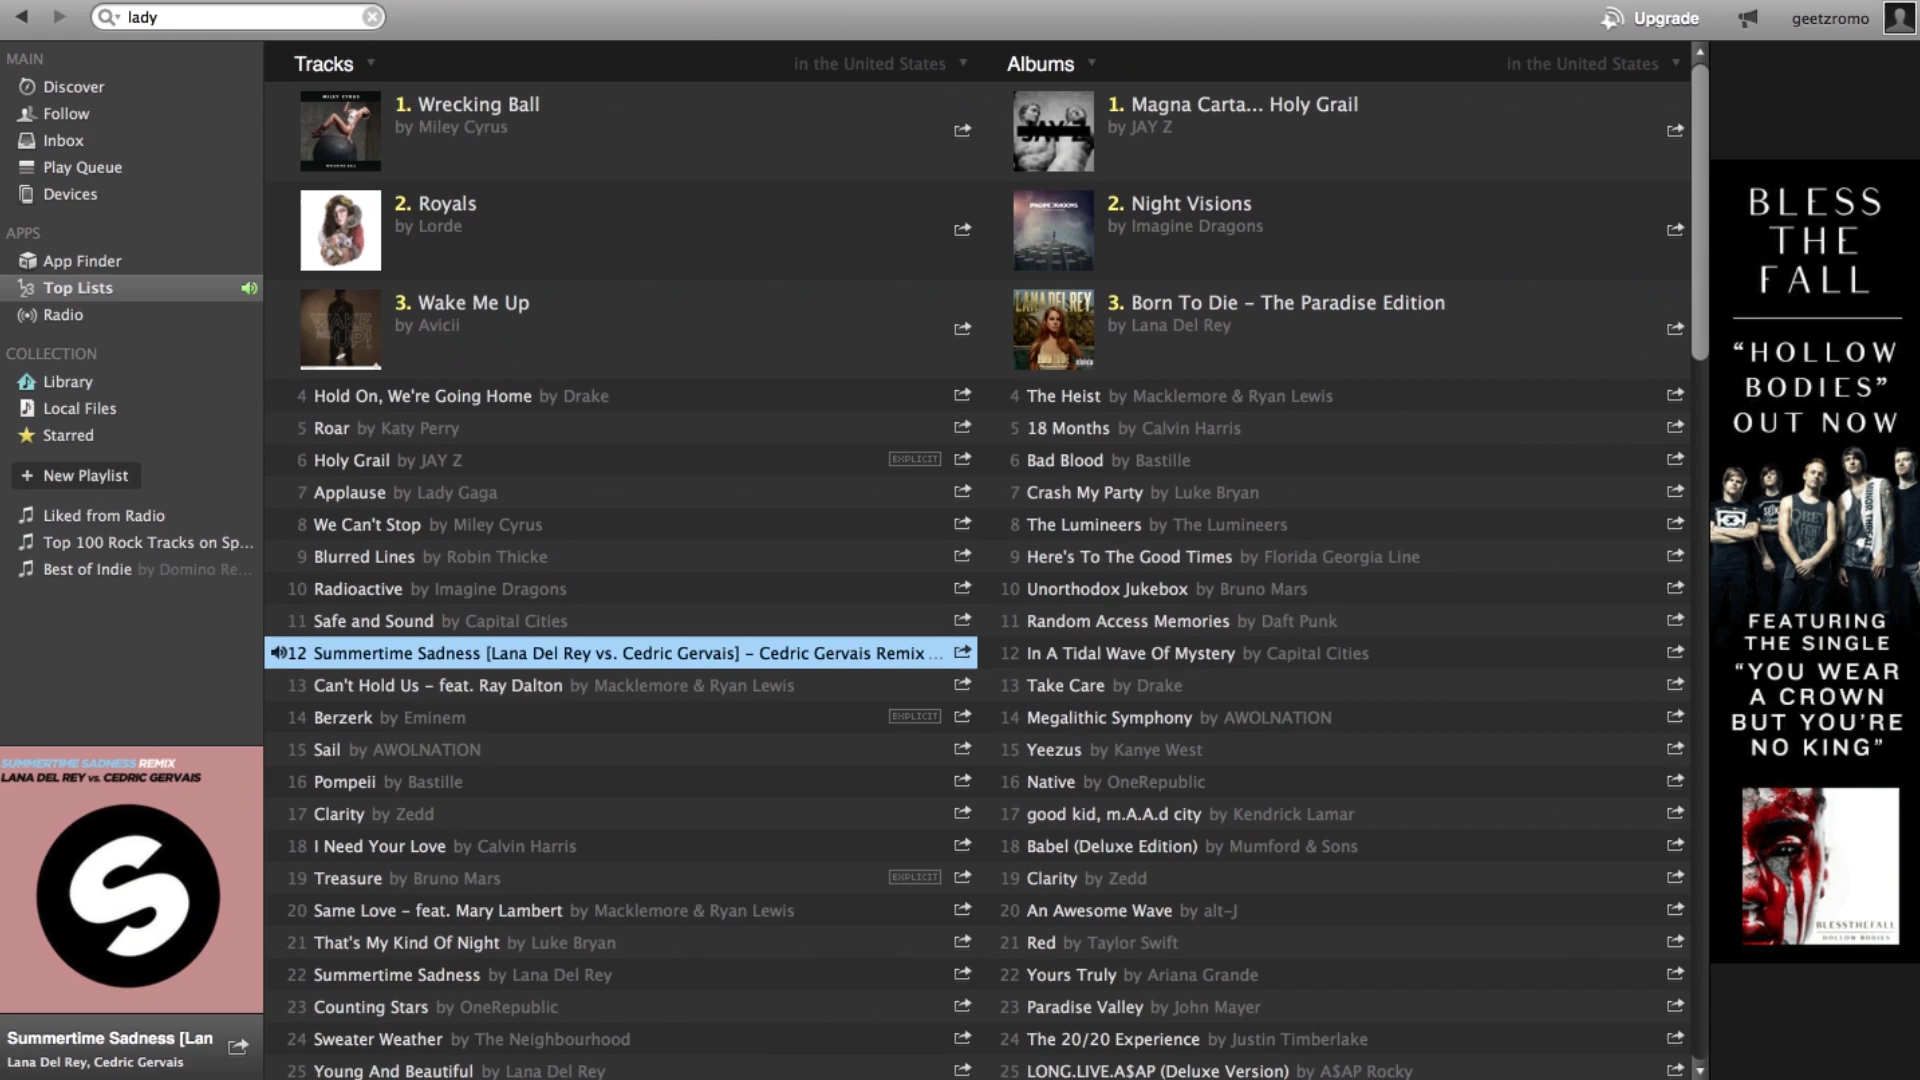 lady
Upgrade
geetzromo
MAIN
Discover
Follow
Inbox
Play Queue
Devices
APPS
App Finder
Top Lists
Radio
COLLECTION
Library
Local Files
Starred
+ New Playlist
Liked from Radio
Top 100 Rock Tracks on Sp...
Best of Indie by Domino Re...
SUMMERTIME SADNESS REMIX
LANA DEL REY vs. CEDRIC GERVAIS
Summertime Sadness [Lan
Lana Del Rey, Cedric Gervais
Tracks in the United States
MILEY CYRUS
WRECKING BALL
1. Wrecking Ball
by Miley Cyrus
2. Royals
by Lorde
WAKE ME UP!
3. Wake Me Up
by Avicii
4 Hold On, We're Going Home by Drake
5 Roar by Katy Perry
6 Holy Grail by JAY Z EXPLICIT
7 Applause by Lady Gaga
8 We Can't Stop by Miley Cyrus
9 Blurred Lines by Robin Thicke
10 Radioactive by Imagine Dragons
11 Safe and Sound by Capital Cities
12 Summertime Sadness [Lana Del Rey vs. Cedric Gervais] – Cedric Gervais Remix ...
13 Can't Hold Us – feat. Ray Dalton by Macklemore & Ryan Lewis
14 Berzerk by Eminem EXPLICIT
15 Sail by AWOLNATION
16 Pompeii by Bastille
17 Clarity by Zedd
18 I Need Your Love by Calvin Harris
19 Treasure by Bruno Mars EXPLICIT
20 Same Love – feat. Mary Lambert by Macklemore & Ryan Lewis
21 That's My Kind Of Night by Luke Bryan
22 Summertime Sadness by Lana Del Rey
23 Counting Stars by OneRepublic
24 Sweater Weather by The Neighbourhood
25 Young And Beautiful by Lana Del Rey
Albums in the United States
JAY Z
1. Magna Carta... Holy Grail
by JAY Z
IMAGINE DRAGONS
2. Night Visions
by Imagine Dragons
LANA DEL REY
3. Born To Die – The Paradise Edition
by Lana Del Rey
4 The Heist by Macklemore & Ryan Lewis
5 18 Months by Calvin Harris
6 Bad Blood by Bastille
7 Crash My Party by Luke Bryan
8 The Lumineers by The Lumineers
9 Here's To The Good Times by Florida Georgia Line
10 Unorthodox Jukebox by Bruno Mars
11 Random Access Memories by Daft Punk
12 In A Tidal Wave Of Mystery by Capital Cities
13 Take Care by Drake
14 Megalithic Symphony by AWOLNATION
15 Yeezus by Kanye West
16 Native by OneRepublic
17 good kid, m.A.A.d city by Kendrick Lamar
18 Babel (Deluxe Edition) by Mumford & Sons
19 Clarity by Zedd
20 An Awesome Wave by alt-J
21 Red by Taylor Swift
22 Yours Truly by Ariana Grande
23 Paradise Valley by John Mayer
24 The 20/20 Experience by Justin Timberlake
25 LONG.LIVE.A$AP (Deluxe Version) by A$AP Rocky
BLESS
THE
FALL
“HOLLOW
BODIES”
OUT NOW
FEATURING
THE SINGLE
“YOU WEAR
A CROWN
BUT YOU’RE
NO KING”
BLESSTHEFALL
HOLLOW BODIES